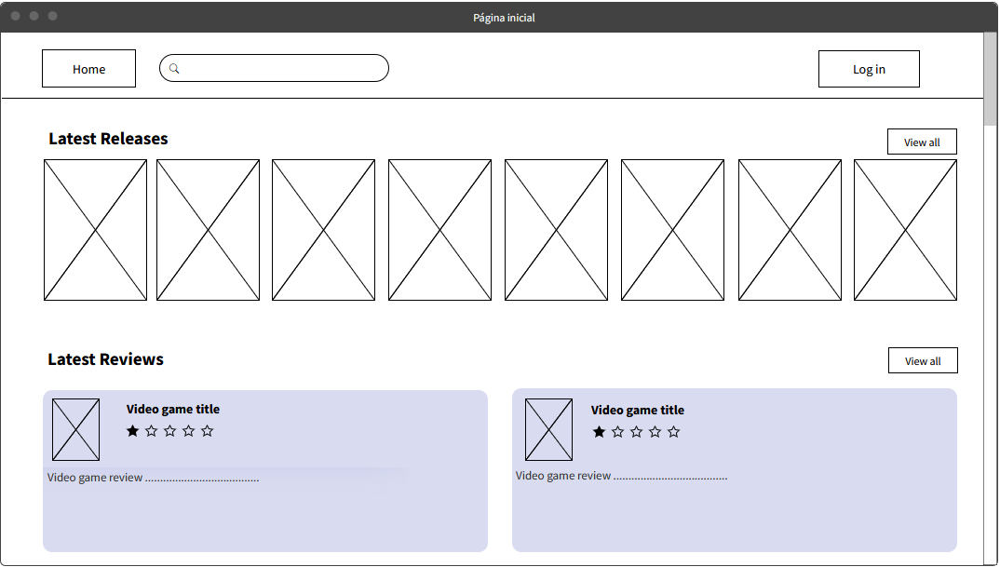 Página inicial
Home
Log in
Latest Releases
View all
Latest Reviews
View all
Video game title
Video game title
Video game review ......................................
Video game review ......................................